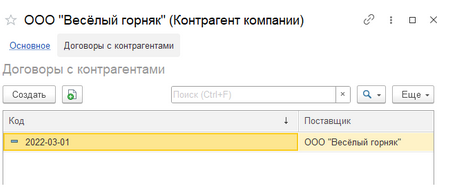 ООО "Весёлый горняк" (Контрагент компании)
Основное Договоры с контрагентами
Договоры с контрагентами
Создать Поиск (Ctrl+F) × Еще
Код ↓ Поставщик
2022-03-01 ООО "Весёлый горняк"